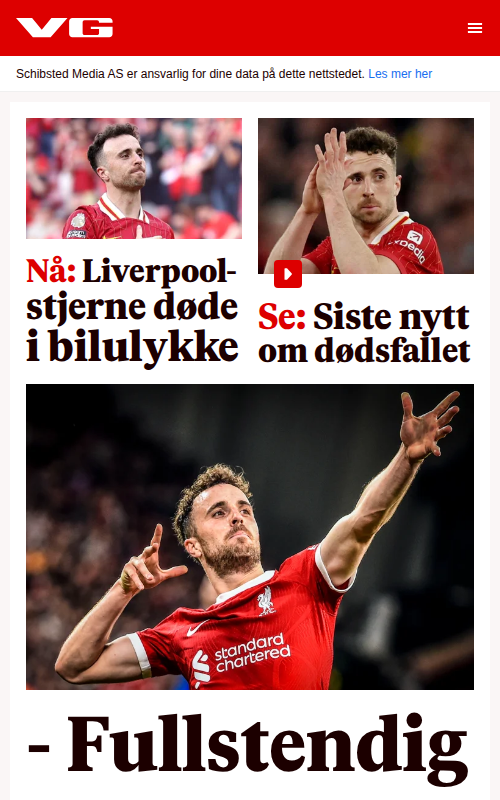 VG
Schibsted Media AS er ansvarlig for dine data på dette nettstedet. Les mer her
Nå: Liverpool-
stjerne døde
i bilulykke
xpedia
Se: Siste nytt
om dødsfallet
standard
chartered
- Fullstendig